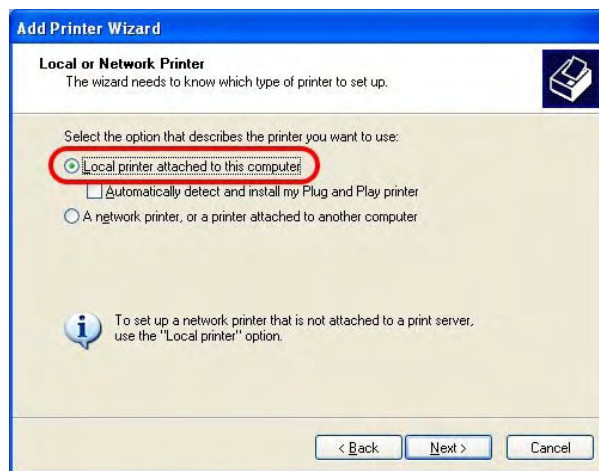 Add Printer Wizard
Local or Network Printer
The wizard needs to know which type of printer to set up.
Select the option that describes the printer you want to use:
Local printer attached to this computer
Automatically detect and install my Plug and Play printer
A network printer, or a printer attached to another computer
To set up a network printer that is not attached to a print server,
use the "Local printer" option.
< Back Next > Cancel